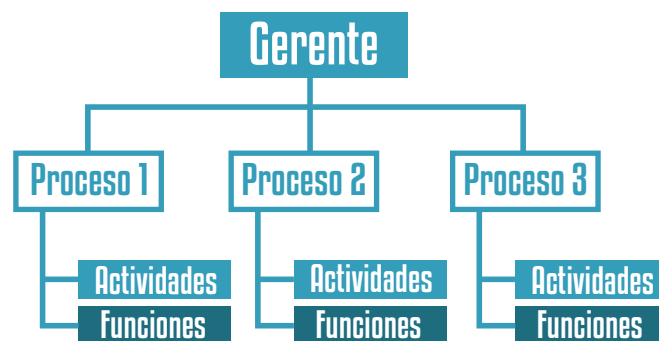 Gerente
Proceso 1
Proceso 2
Proceso 3
Actividades
Funciones
Actividades
Funciones
Actividades
Funciones